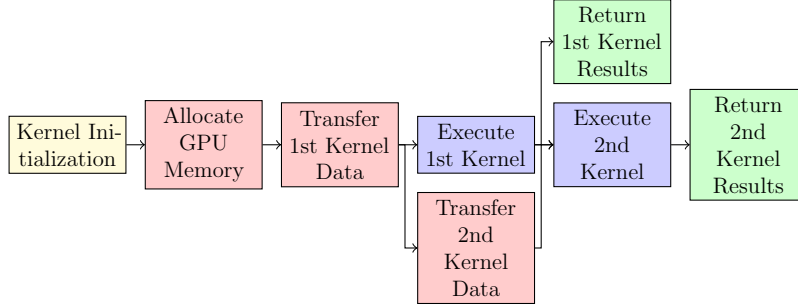 Kernel Ini-
tialization
Allocate
GPU
Memory
Transfer
1st Kernel
Data
Execute
1st Kernel
Transfer
2nd
Kernel
Data
Return
1st Kernel
Results
Execute
2nd
Kernel
Return
2nd
Kernel
Results